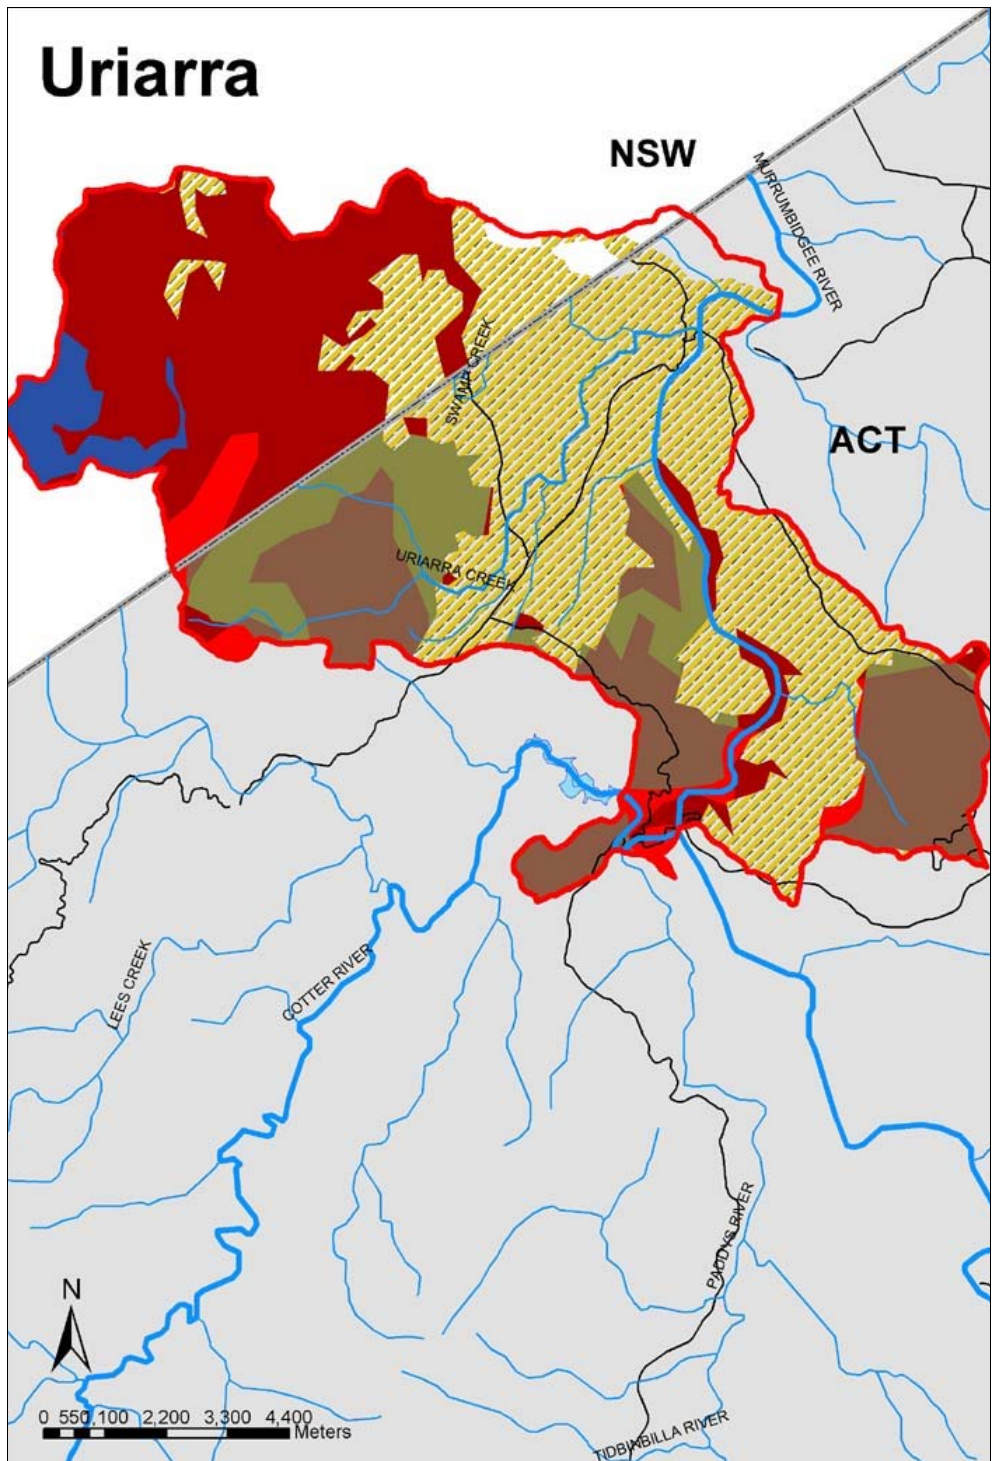 Uriarra
NSW
MURRUMBIDGEE RIVER
SWAMP CREEK
ACT
URIARRA CREEK
LEES CREEK
COTTER RIVER
PADDYS RIVER
N
0 550 1,100 2,200 3,300 4,400
Meters
TIDBINBILLA RIVER